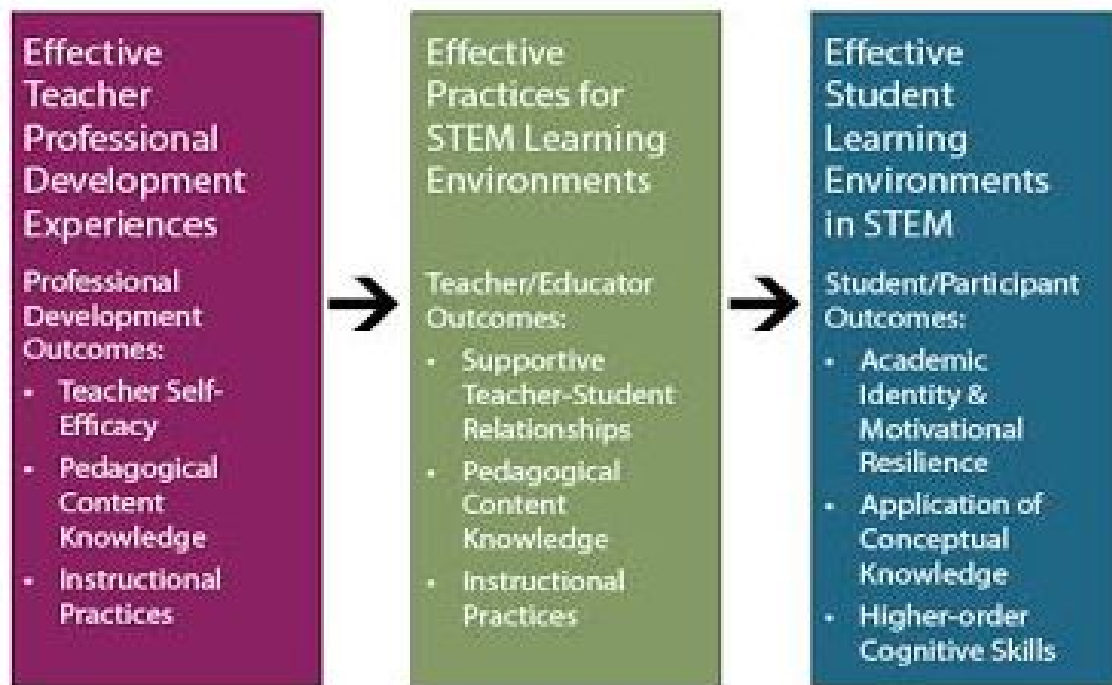 Effective
Teacher
Professional
Development
Experiences
Professional
Development
Outcomes:
• Teacher Self-
Efficacy
• Pedagogical
Content
Knowledge
• Instructional
Practices
Effective
Practices for
STEM Learning
Environments
Teacher/Educator
Outcomes:
• Supportive
Teacher-Student
Relationships
• Pedagogical
Content
Knowledge
• Instructional
Practices
Effective
Student
Learning
Environments
in STEM
Student/Participant
Outcomes:
• Academic
Identity &
Motivational
Resilience
• Application of
Conceptual
Knowledge
• Higher-order
Cognitive Skills